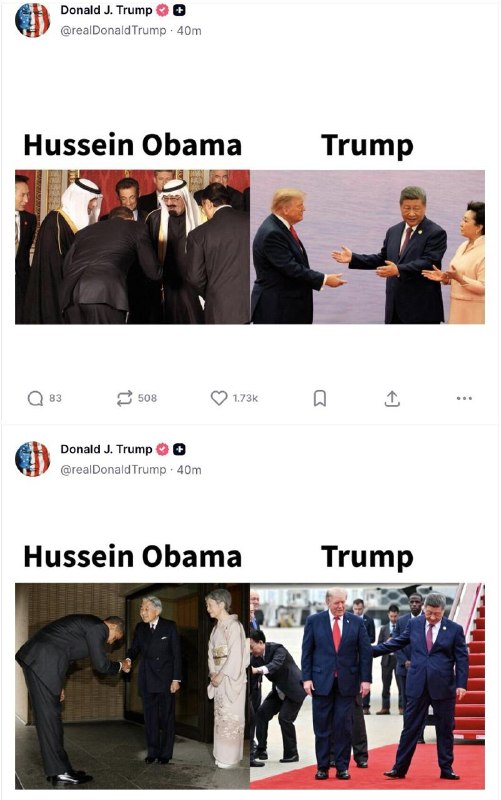 Donald J. Trump
@realDonaldTrump · 40m
Hussein Obama Trump
83 508 1.73k
Donald J. Trump
@realDonaldTrump · 40m
Hussein Obama Trump